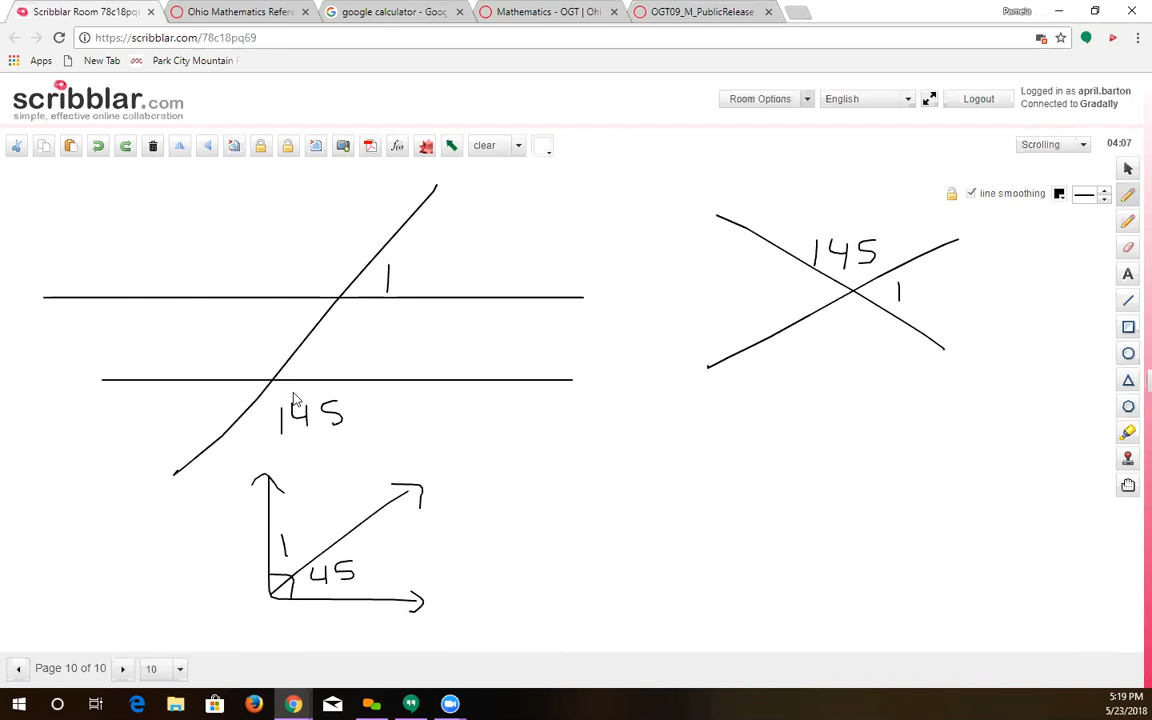 Scribblar Room 78c18pq
Ohio Mathematics Refere
google calculator - Goog
Mathematics - OGT | Ohi
OGT09_M_PublicRelease
Pamela
https://scribblar.com/78c18pq69
Apps
New Tab
Park City Mountain
scribblar.com
simple, effective online collaboration
Room Options
English
Logout
Logged in as april.barton
Connected to Gradally
f(x)
clear
Scrolling
04:07
line smoothing
A
1
145
1
145
1
45
Page 10 of 10
10
5:19 PM
5/23/2018